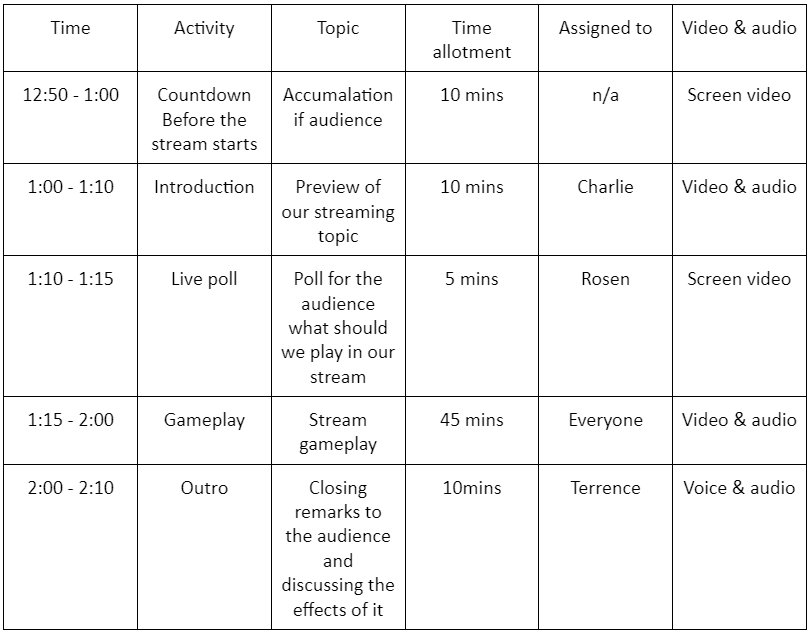 Time
Activity
Topic
Time
allotment
Assigned to
Video & audio
12:50 - 1:00
Countdown
Before the
stream starts
Accumalation
if audience
10 mins
n/a
Screen video
1:00 - 1:10
Introduction
Preview of
our streaming
topic
10 mins
Charlie
Video & audio
1:10 - 1:15
Live poll
Poll for the
audience
what should
we play in our
stream
5 mins
Rosen
Screen video
1:15 - 2:00
Gameplay
Stream
gameplay
45 mins
Everyone
Video & audio
2:00 - 2:10
Outro
Closing
remarks to
the audience
and
discussing the
effects of it
10mins
Terrence
Voice & audio